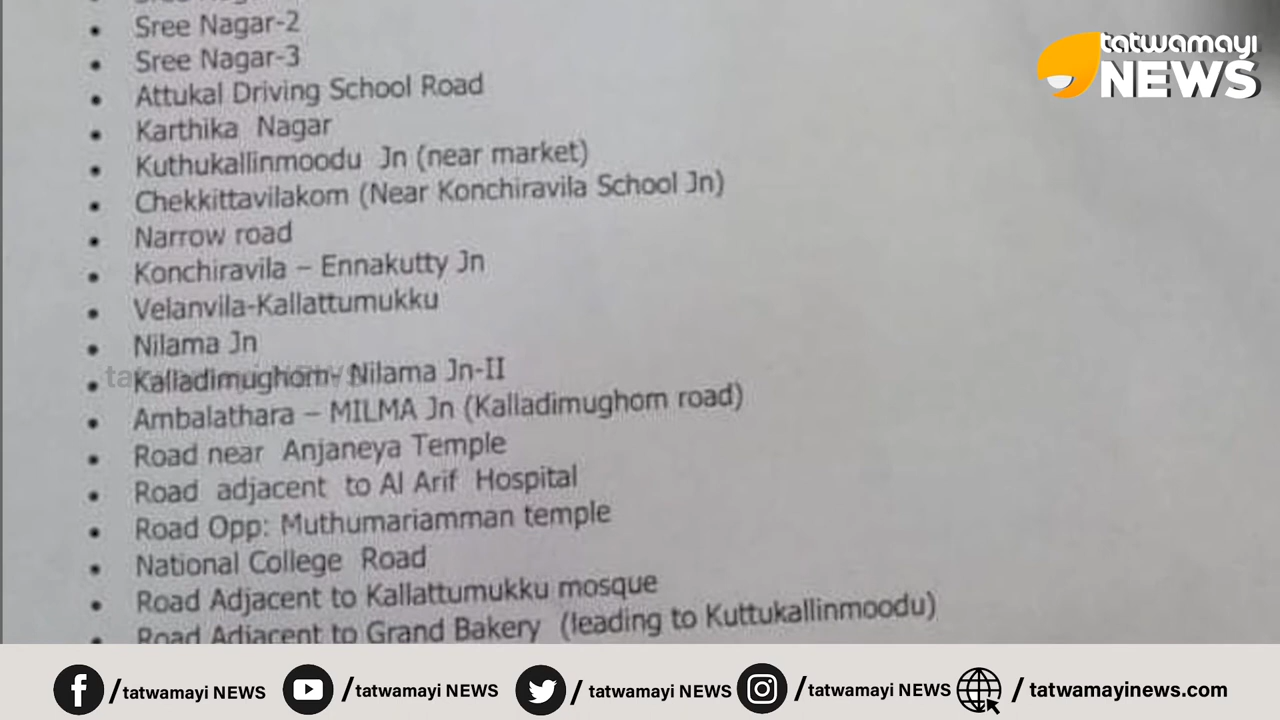 Sree Nagar-2
Sree Nagar-3
Attukal Driving School Road
Karthika Nagar
Kuthukallinmoodu Jn (near market)
Chekkittavilakom (Near Konchiravila School Jn)
Narrow road
Konchiravila – Ennakutty Jn
Velanvila-Kallattumukku
Nilama Jn
Kalladimughom- Nilama Jn-II
Ambalathara – MILMA Jn (Kalladimughom road)
Road near Anjaneya Temple
Road adjacent to Al Arif Hospital
Road Opp: Muthumariamman temple
National College Road
Road Adjacent to Kallattumukku mosque
Road Adjacent to Grand Bakery (leading to Kuttukallinmoodu)
tatwamayi
NEWS
/tatwamayi NEWS
/tatwamayi NEWS
/ tatwamayi NEWS
/tatwamayi NEWS
/ tatwamayinews.com